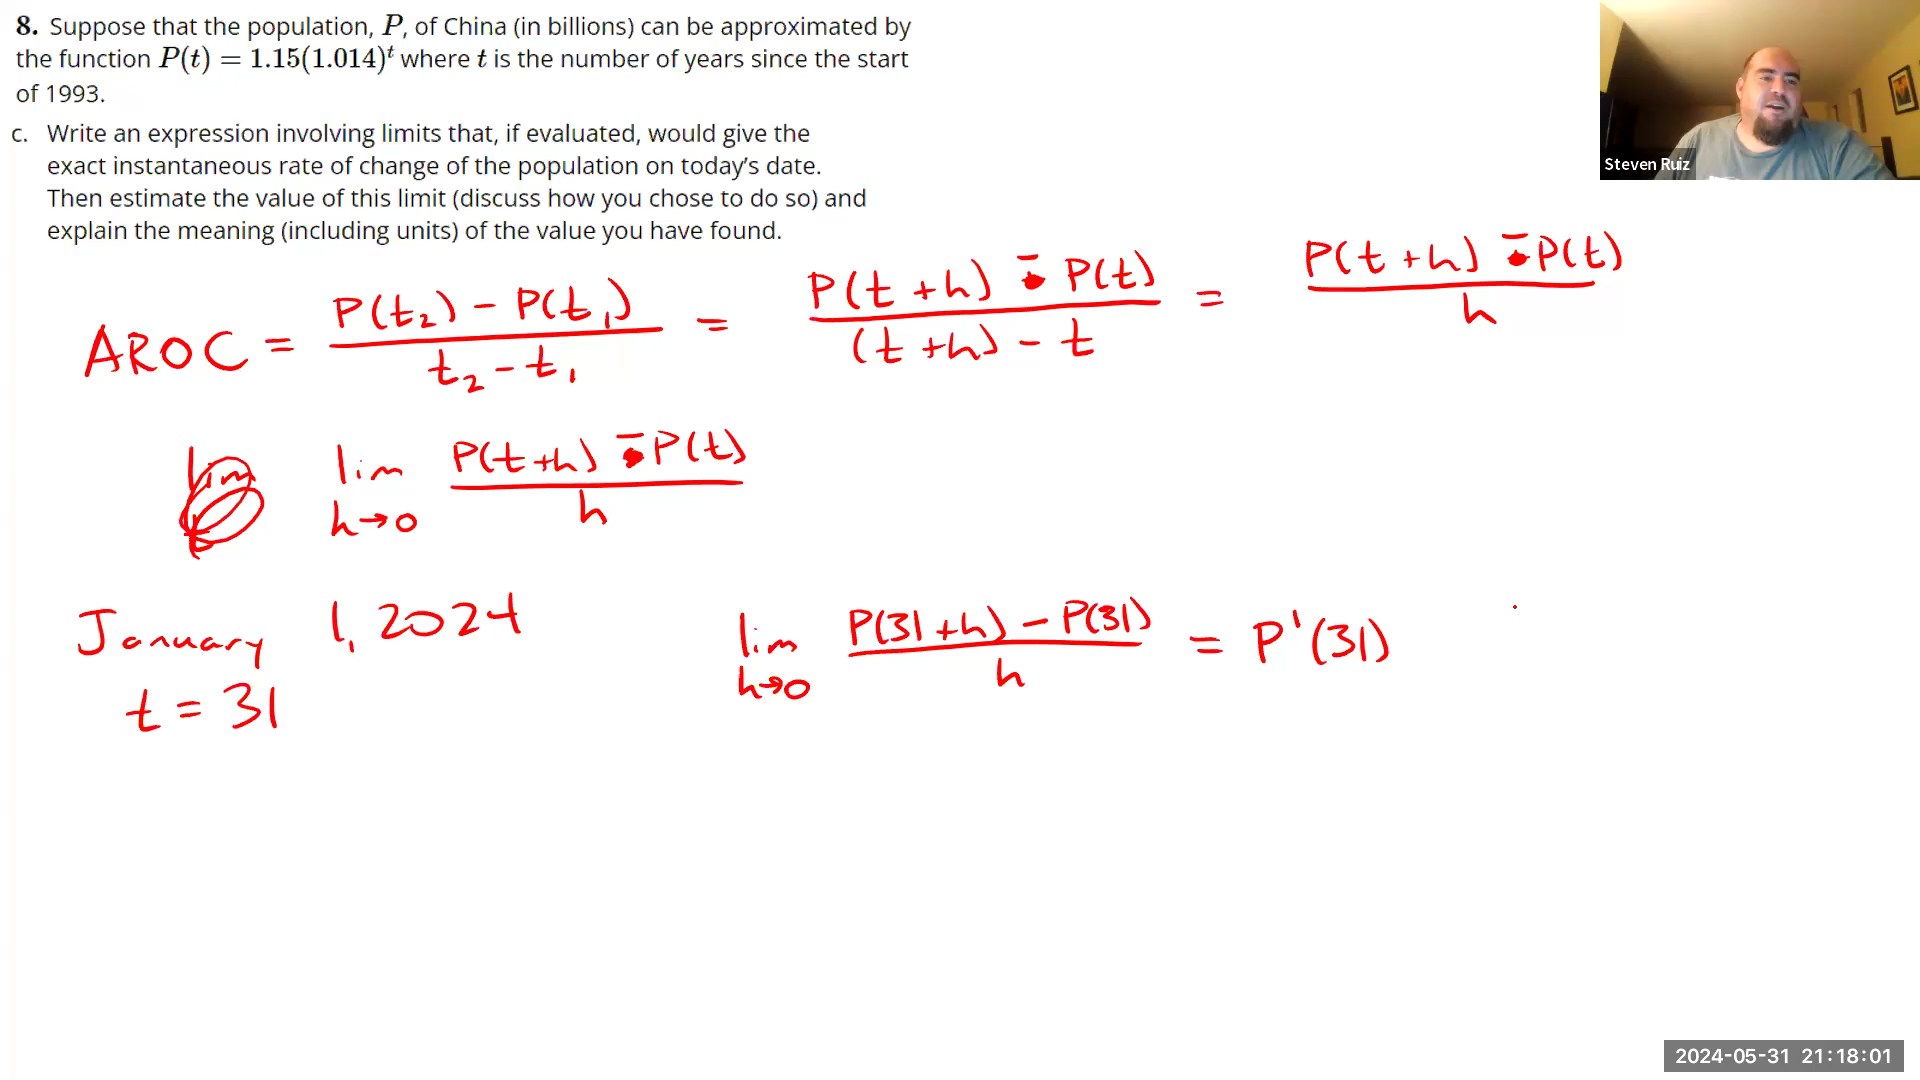 8. Suppose that the population, P, of China (in billions) can be approximated by
the function P(t) = 1.15(1.014)^t where t is the number of years since the start
of 1993.
c. Write an expression involving limits that, if evaluated, would give the
exact instantaneous rate of change of the population on today's date.
Then estimate the value of this limit (discuss how you chose to do so) and
explain the meaning (including units) of the value you have found.
Steven Ruiz
AROC = P(t₂) - P(t₁) / t₂ - t₁ = P(t+h) - P(t) / (t+h) - t = P(t+h) - P(t) / h
lim h→0 P(t+h) - P(t) / h
January 1, 2024
t = 31
lim h→0 P(31+h) - P(31) / h = P'(31)
2024-05-31 21:18:01